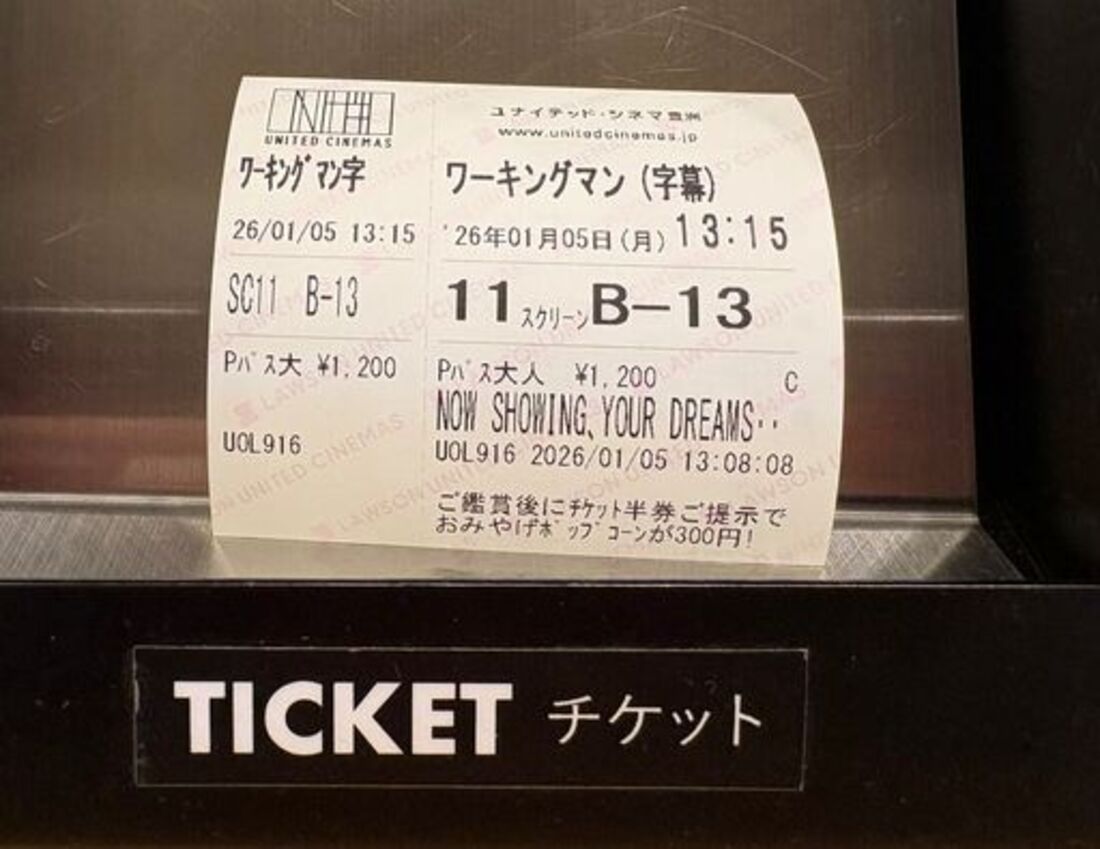 UNITED CINEMAS
ワーキングマン字
26/01/05 13:15
SC11 B-13
Pパス大 ¥1,200
UOL916
ユナイテッド・シネマ豊洲
www.unitedcinemas.jp
ワーキングマン (字幕)
'26年01月05日(月) 13:15
11スクリーン B-13
Pパス大人 ¥1,200 C
NOW SHOWING、YOUR DREAMS‥
UOL916 2026/01/05 13:08:08
ご鑑賞後にチケット半券ご提示で
おみやげポップコーンが300円!
LAWSON UNITED CINEMAS
TICKET チケット